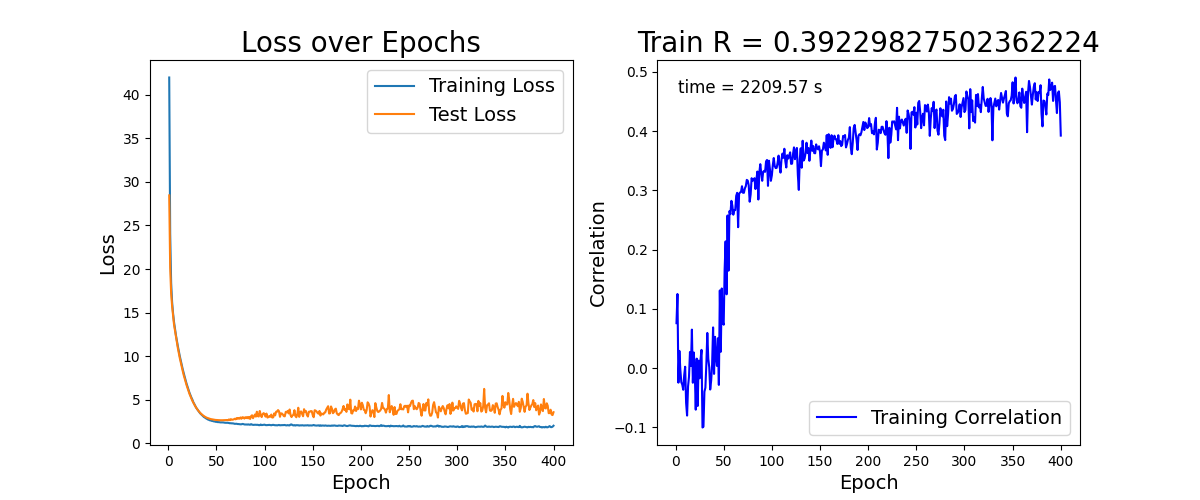 Loss over Epochs
Training Loss
Test Loss
Loss
40
35
30
25
20
15
10
5
0
0 50 100 150 200 250 300 350 400
Epoch
Train R = 0.39229827502362224
time = 2209.57 s
Correlation
0.5
0.4
0.3
0.2
0.1
0.0
−0.1
Training Correlation
0 50 100 150 200 250 300 350 400
Epoch